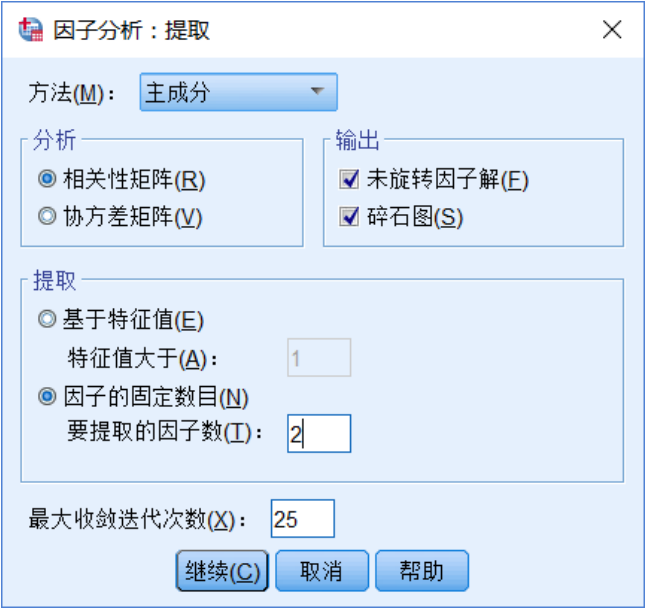 因子分析：提取
方法(M)： 主成分
分析
相关性矩阵(R)
协方差矩阵(V)
输出
未旋转因子解(F)
碎石图(S)
提取
基于特征值(E)
特征值大于(A)： 1
因子的固定数目(N)
要提取的因子数(T)： 2
最大收敛迭代次数(X)： 25
继续(C) 取消 帮助